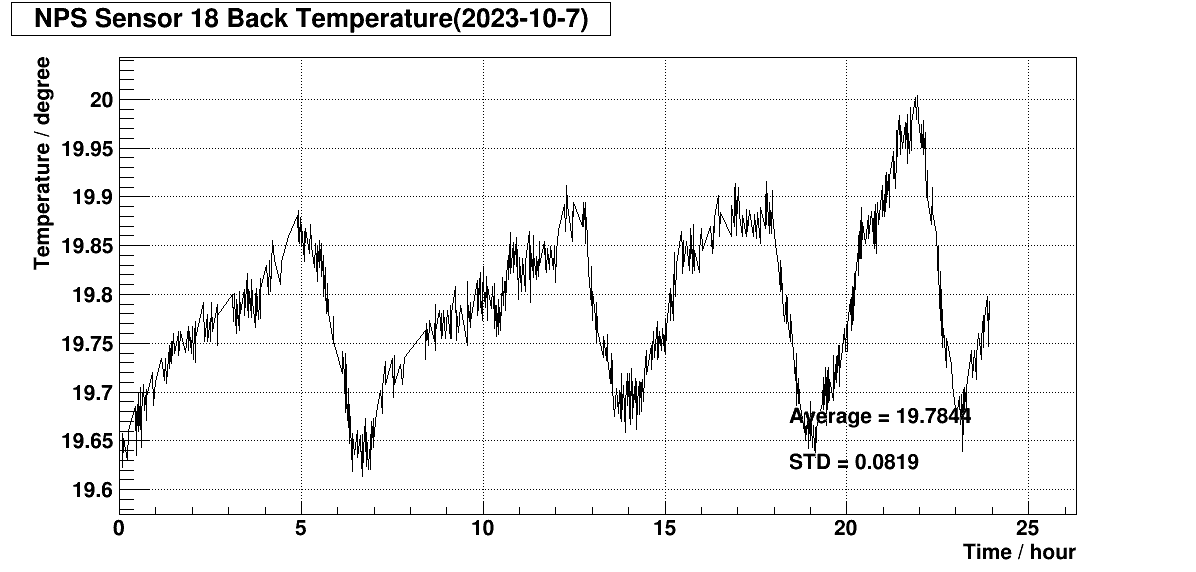 NPS Sensor 18 Back Temperature(2023-10-7)
Temperature / degree
20
19.95
19.9
19.85
19.8
19.75
19.7
19.65
19.6
Average = 19.7844
STD = 0.0819
0 5 10 15 20 25
Time / hour